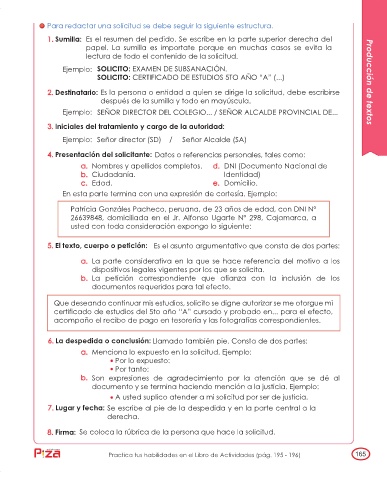 Para redactar una solicitud se debe seguir la siguiente estructura.
1. Sumilla: Es el resumen del pedido. Se escribe en la parte superior derecha del
papel. La sumilla es importate porque en muchas casos se evita la
lectura de todo el contenido de la solicitud.
Ejemplo: SOLICITO: EXAMEN DE SUBSANACIÓN.
SOLICITO: CERTIFICADO DE ESTUDIOS 5TO AÑO "A" (...)
2. Destinatario: Es la persona o entidad a quien se dirige la solicitud, debe escribirse
después de la sumilla y todo en mayúscula.
Ejemplo: SEÑOR DIRECTOR DEL COLEGIO... / SEÑOR ALCALDE PROVINCIAL DE...
3. Iniciales del tratamiento y cargo de la autoridad:
Ejemplo: Señor director (SD) / Señor Alcalde (SA)
4. Presentación del solicitante: Datos o referencias personales, tales como:
a. Nombres y apellidos completos. d. DNI (Documento Nacional de
b. Ciudadanía. Identidad)
c. Edad. e. Domicilio.
En esta parte termina con una expresión de cortesía. Ejemplo:
Patricia Gonzáles Pacheco, peruana, de 23 años de edad, con DNI Nº
26639848, domiciliada en el Jr. Alfonso Ugarte Nº 298, Cajamarca, a
usted con toda consideración expongo lo siguiente:
5. El texto, cuerpo o petición: Es el asunto argumentativo que consta de dos partes:
a. La parte considerativa en la que se hace referencia del motivo a los
dispositivos legales vigentes por los que se solicita.
b. La petición correspondiente que afianza con la inclusión de los
documentos requeridos para tal efecto.
Que deseando continuar mis estudios, solicito se digne autorizar se me otorgue mi
certificado de estudios del 5to año "A" cursado y probado en... para el efecto,
acompaño el recibo de pago en tesorería y las fotografías correspondientes.
6. La despedida o conclusión: Llamado también pie. Consta de dos partes:
a. Menciona lo expuesto en la solicitud. Ejemplo:
• Por lo expuesto:
• Por tanto:
b. Son expresiones de agradecimiento por la atención que se dé al
documento y se termina haciendo mención a la justicia. Ejemplo:
• A usted suplico atender a mi solicitud por ser de justicia.
7. Lugar y fecha: Se escribe al pie de la despedida y en la parte central a la
derecha.
8. Firma: Se coloca la rúbrica de la persona que hace la solicitud.
Producción de textos
Pizza
Practica tus habilidades en el Libro de Actividades (pág. 195 - 196)
165